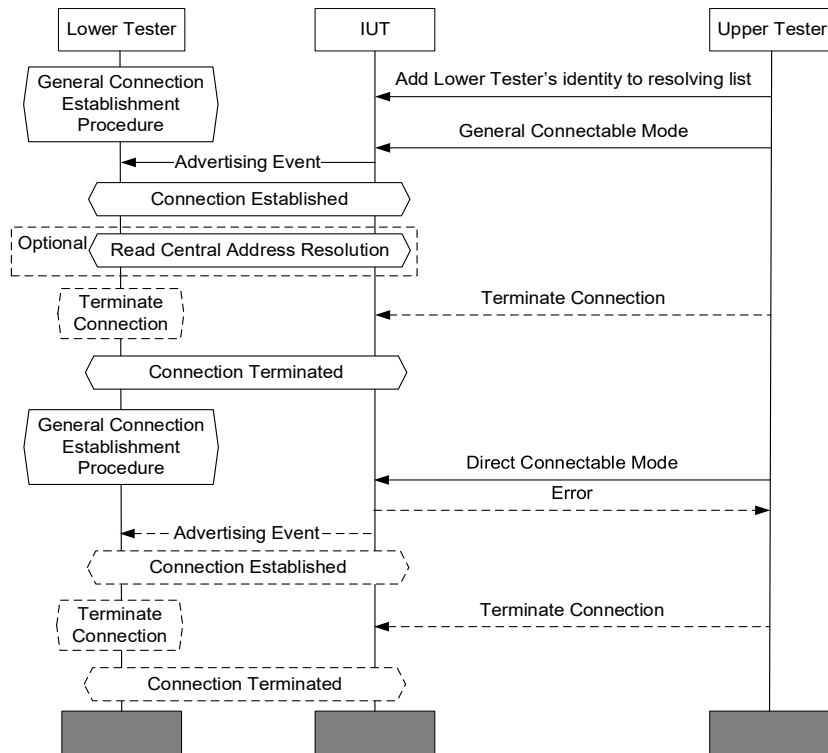 Lower Tester
IUT
Upper Tester
General Connection
Establishment
Procedure
Add Lower Tester's identity to resolving list
General Connectable Mode
Advertising Event
Connection Established
Optional
Read Central Address Resolution
Terminate
Connection
Terminate Connection
Connection Terminated
General Connection
Establishment
Procedure
Direct Connectable Mode
Error
Advertising Event
Connection Established
Terminate
Connection
Terminate Connection
Connection Terminated